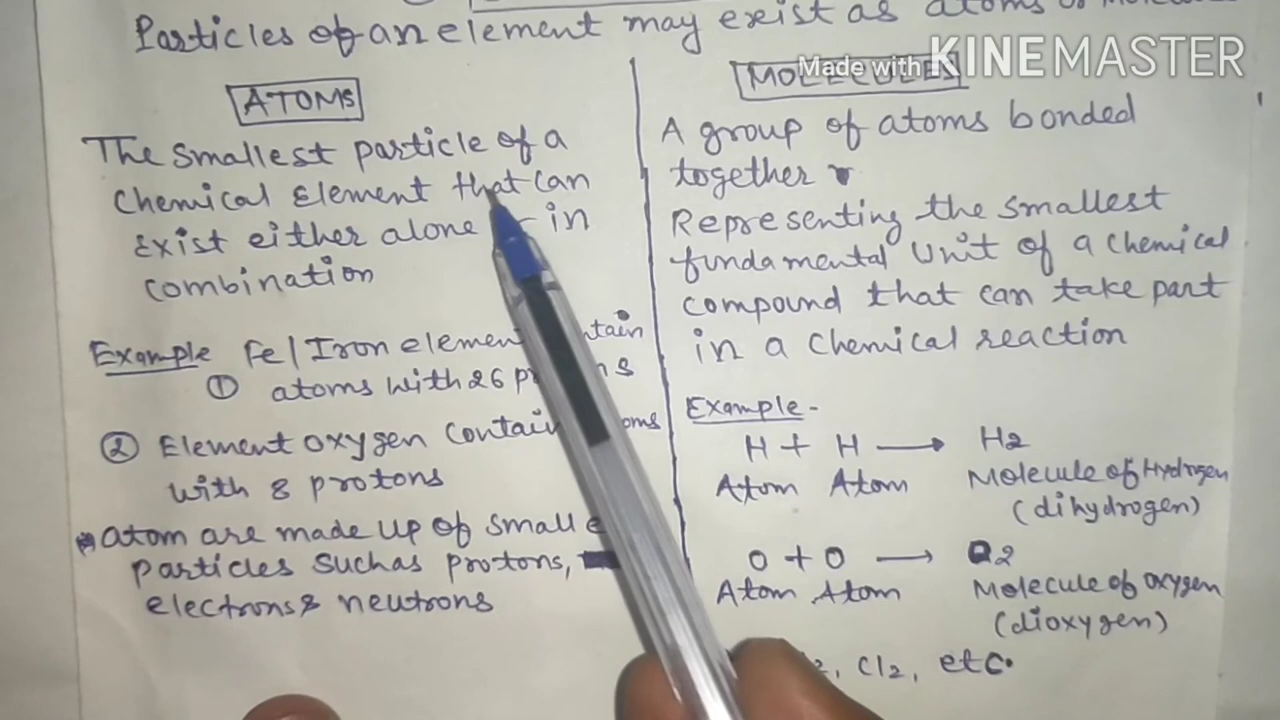 Particles of an element may exist as atoms or
Made with KINEMASTER
ATOMS
The smallest particle of a
chemical element that can
exist either alone in
combination
Example Fe/Iron element
① atoms with 26
② Element oxygen contain
with 8 protons
Atom are made up of small
particles such as protons,
electrons & neutrons
MOLECULES
A group of atoms bonded
together
Representing the smallest
fundamental unit of a chemical
compound that can take part
in a chemical reaction
Example -
H + H ⟶ H2
Atom Atom Molecule of Hydrogen
(dihydrogen)
O + O ⟶ O2
Atom Atom Molecule of oxygen
(dioxygen)
Cl2, etc.